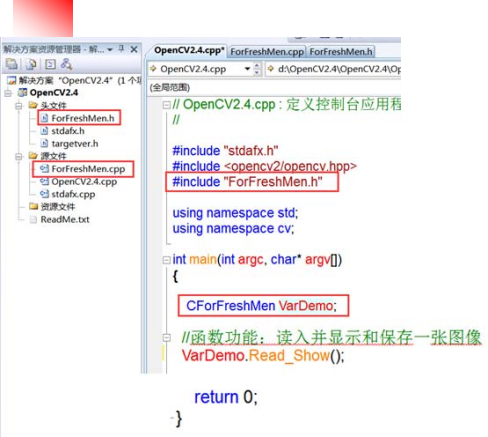 解决方案资源管理器 - 解...
解决方案 "OpenCV2.4" (1 个项
OpenCV2.4
头文件
ForFreshMen.h
stdafx.h
targetver.h
源文件
ForFreshMen.cpp
OpenCV2.4.cpp
stdafx.cpp
资源文件
ReadMe.txt
OpenCV2.4.cpp* ForFreshMen.cpp ForFreshMen.h
OpenCV2.4.cpp d:\OpenCV2.4\OpenCV2.4\Op
(全局范围)
// OpenCV2.4.cpp : 定义控制台应用程
//
#include "stdafx.h"
#include <opencv2/opencv.hpp>
#include "ForFreshMen.h"
using namespace std;
using namespace cv;
int main(int argc, char* argv[])
{
CForFreshMen VarDemo;
//函数功能：读入并显示和保存一张图像
VarDemo.Read_Show();
return 0;
}